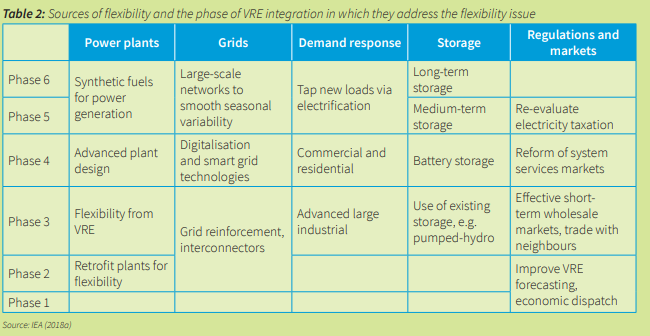 Table 2: Sources of flexibility and the phase of VRE integration in which they address the flexibility issue
Power plants
Grids
Demand response
Storage
Regulations and
markets
Phase 6
Synthetic fuels
for power
generation
Large-scale
networks to
smooth seasonal
variability
Tap new loads via
electrification
Long-term
storage
Phase 5
Medium-term
storage
Re-evaluate
electricity taxation
Phase 4
Advanced plant
design
Digitalisation
and smart grid
technologies
Commercial and
residential
Battery storage
Reform of system
services markets
Phase 3
Flexibility from
VRE
Grid reinforcement,
interconnectors
Advanced large
industrial
Use of existing
storage, e.g.
pumped-hydro
Effective short-
term wholesale
markets, trade with
neighbours
Phase 2
Retrofit plants for
flexibility
Improve VRE
forecasting,
economic dispatch
Phase 1
Source: IEA (2018a)